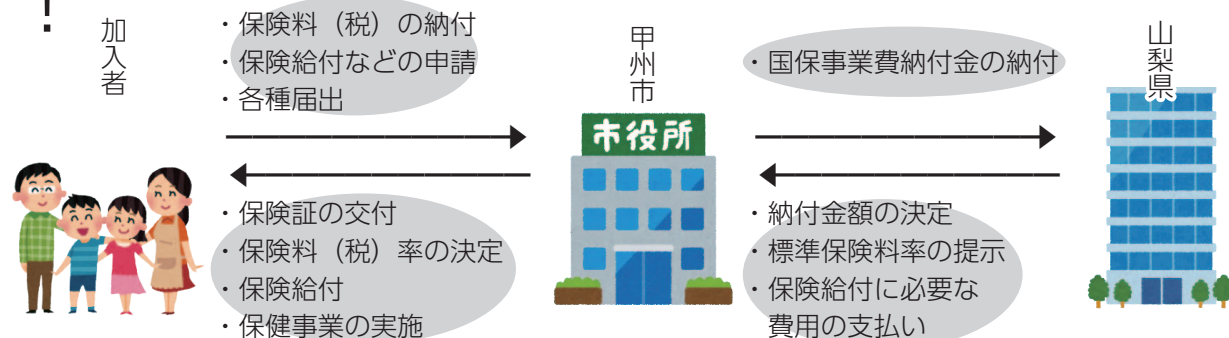 ！
加入者
・保険料（税）の納付
・保険給付などの申請
・各種届出
・保険証の交付
・保険料（税）率の決定
・保険給付
・保健事業の実施
甲州市
市役所
・国保事業費納付金の納付
・納付金額の決定
・標準保険料率の提示
・保険給付に必要な
費用の支払い
山梨県